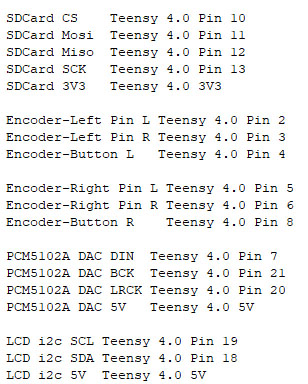 SDCard CS Teensy 4.0 Pin 10
SDCard Mosi Teensy 4.0 Pin 11
SDCard Miso Teensy 4.0 Pin 12
SDCard SCK Teensy 4.0 Pin 13
SDCard 3V3 Teensy 4.0 3V3
Encoder-Left Pin L Teensy 4.0 Pin 2
Encoder-Left Pin R Teensy 4.0 Pin 3
Encoder-Button L Teensy 4.0 Pin 4
Encoder-Right Pin L Teensy 4.0 Pin 5
Encoder-Right Pin R Teensy 4.0 Pin 6
Encoder-Button R Teensy 4.0 Pin 8
PCM5102A DAC DIN Teensy 4.0 Pin 7
PCM5102A DAC BCK Teensy 4.0 Pin 21
PCM5102A DAC LRCK Teensy 4.0 Pin 20
PCM5102A DAC 5V Teensy 4.0 5V
LCD i2c SCL Teensy 4.0 Pin 19
LCD i2c SDA Teensy 4.0 Pin 18
LCD i2c 5V Teensy 4.0 5V